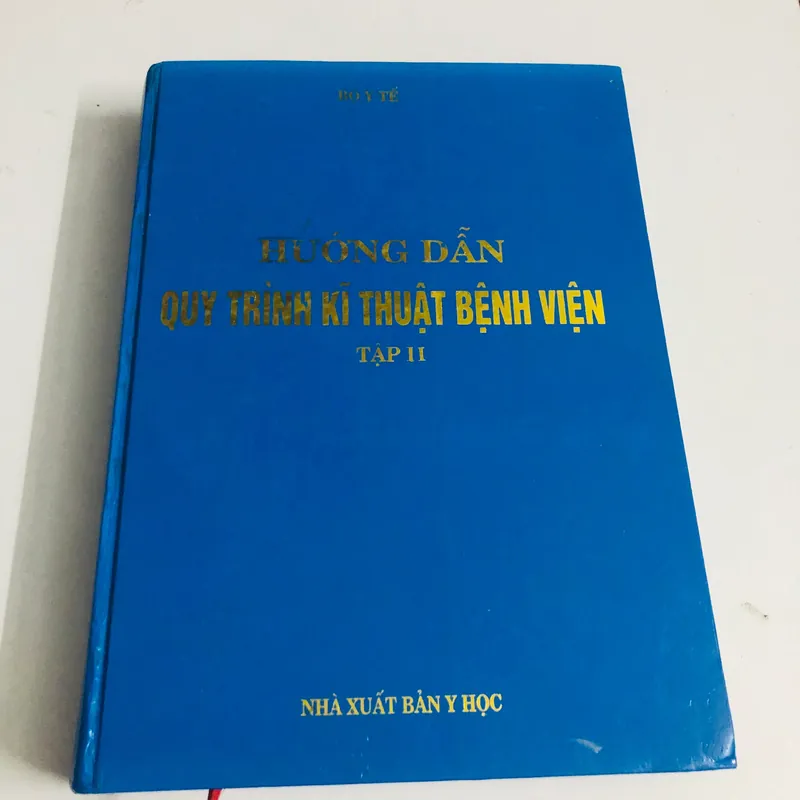 BỘ Y TẾ
HƯỚNG DẪN
QUY TRÌNH KĨ THUẬT BỆNH VIỆN
TẬP II
NHÀ XUẤT BẢN Y HỌC